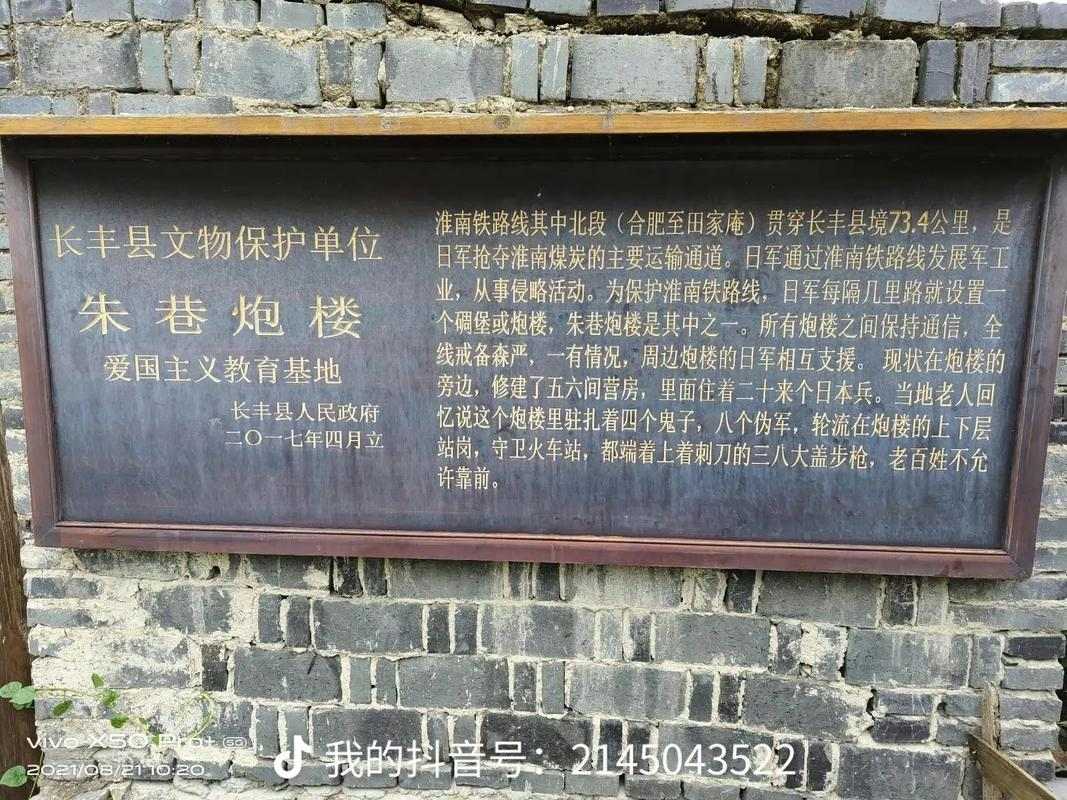 长丰县文物保护单位
朱巷炮楼
爱国主义教育基地
长丰县人民政府
二〇一七年四月立
淮南铁路线其中北段（合肥至田家庵）贯穿长丰县境73.4公里，是
日军抢夺淮南煤炭的主要运输通道。日军通过淮南铁路线发展军工
业，从事侵略活动。为保护淮南铁路线，日军每隔几里路就设置一
个碉堡或炮楼，朱巷炮楼是其中之一。所有炮楼之间保持通信，全
线戒备森严，一有情况，周边炮楼的日军相互支援。现状在炮楼的
旁边，修建了五六间营房，里面住着二十来个日本兵。当地老人回
忆说这个炮楼里驻扎着四个鬼子，八个伪军，轮流在炮楼的上下层
站岗，守卫火车站，都端着上着刺刀的三八大盖步枪，老百姓不允
许靠前。
vivo X50 Pro+
2021/08/21 10:20
我的抖音号：2145043522